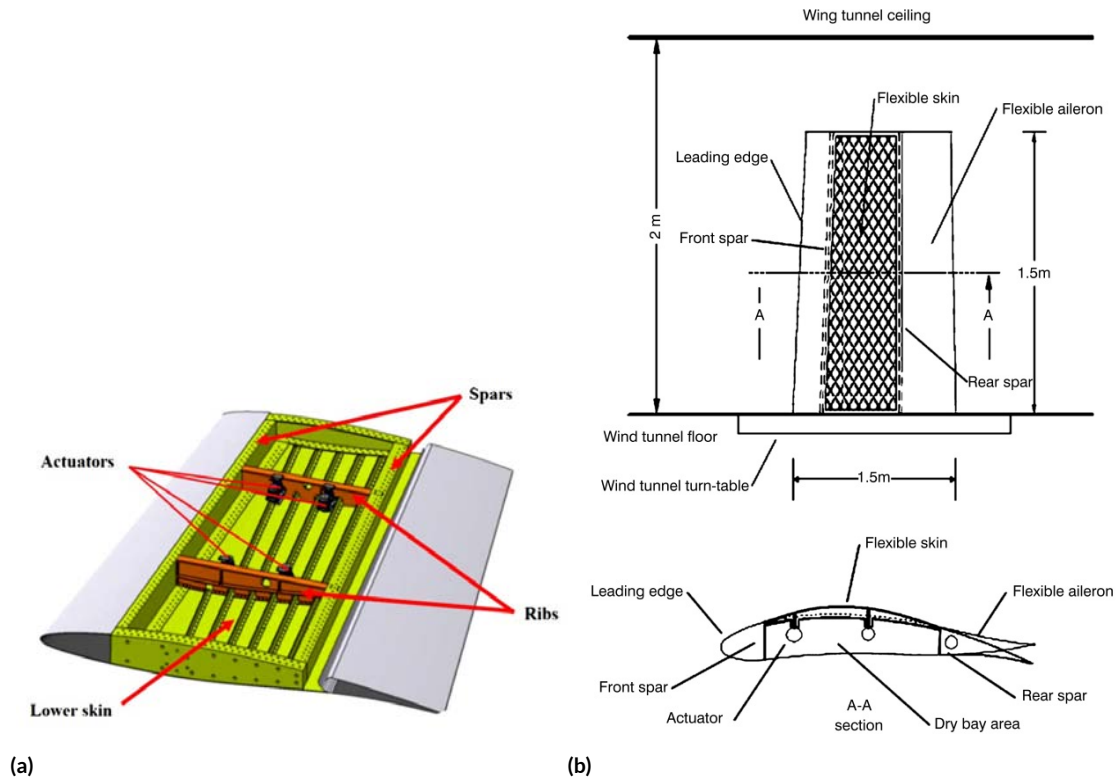 Spars
Actuators
Ribs
Lower skin
(a)
Wing tunnel ceiling
Flexible skin
Flexible aileron
Leading edge
2 m
Front spar
1.5m
A
A
Rear spar
Wind tunnel floor
Wind tunnel turn-table
1.5m
Flexible skin
Leading edge
Flexible aileron
Front spar
Rear spar
Actuator
A-A
section
Dry bay area
(b)